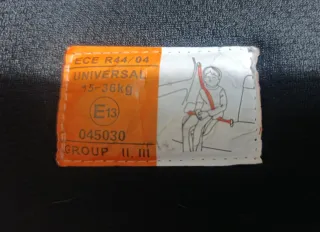 ECE R44/04
UNIVERSAL
15-36kg
E13
045030
GROUP II, III